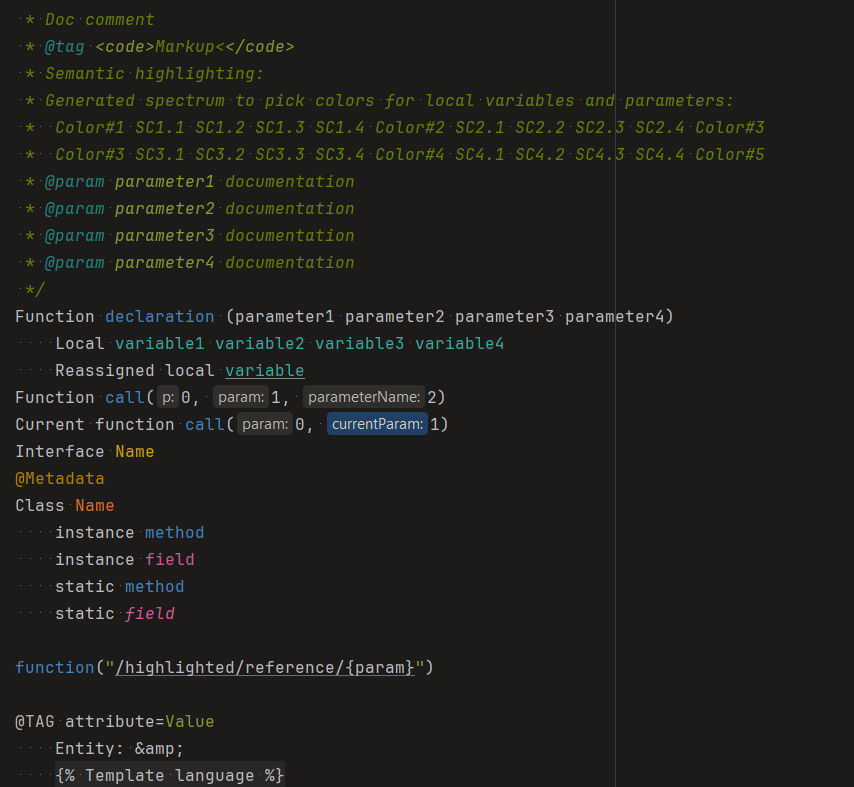 * Doc comment
* @tag <code>Markup<</code>
* Semantic highlighting:
* Generated spectrum to pick colors for local variables and parameters:
*  Color#1 SC1.1 SC1.2 SC1.3 SC1.4 Color#2 SC2.1 SC2.2 SC2.3 SC2.4 Color#3
*  Color#3 SC3.1 SC3.2 SC3.3 SC3.4 Color#4 SC4.1 SC4.2 SC4.3 SC4.4 Color#5
* @param parameter1 documentation
* @param parameter2 documentation
* @param parameter3 documentation
* @param parameter4 documentation
*/
Function declaration (parameter1 parameter2 parameter3 parameter4)
    Local variable1 variable2 variable3 variable4
    Reassigned local variable
Function call(p:0, param:1, parameterName:2)
Current function call(param:0, currentParam:1)
Interface Name
@Metadata
Class Name
    instance method
    instance field
    static method
    static field
function("/highlighted/reference/{param}")
@TAG attribute=Value
    Entity: &amp;
    {% Template language %}